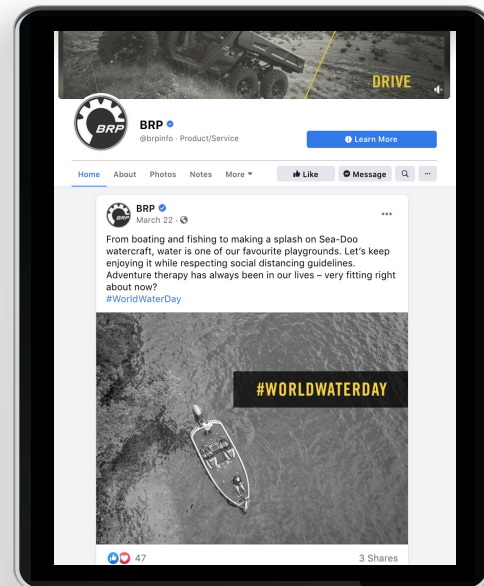 DRIVE
BRP
BRP
@brpinfo · Product/Service
Learn More
Home About Photos Notes More
Like Message ...
BRP
BRP
March 22 ·
...
From boating and fishing to making a splash on Sea-Doo
watercraft, water is one of our favourite playgrounds. Let's keep
enjoying it while respecting social distancing guidelines.
Adventure therapy has always been in our lives – very fitting right
about now?
#WorldWaterDay
#WORLDWATERDAY
47 3 Shares